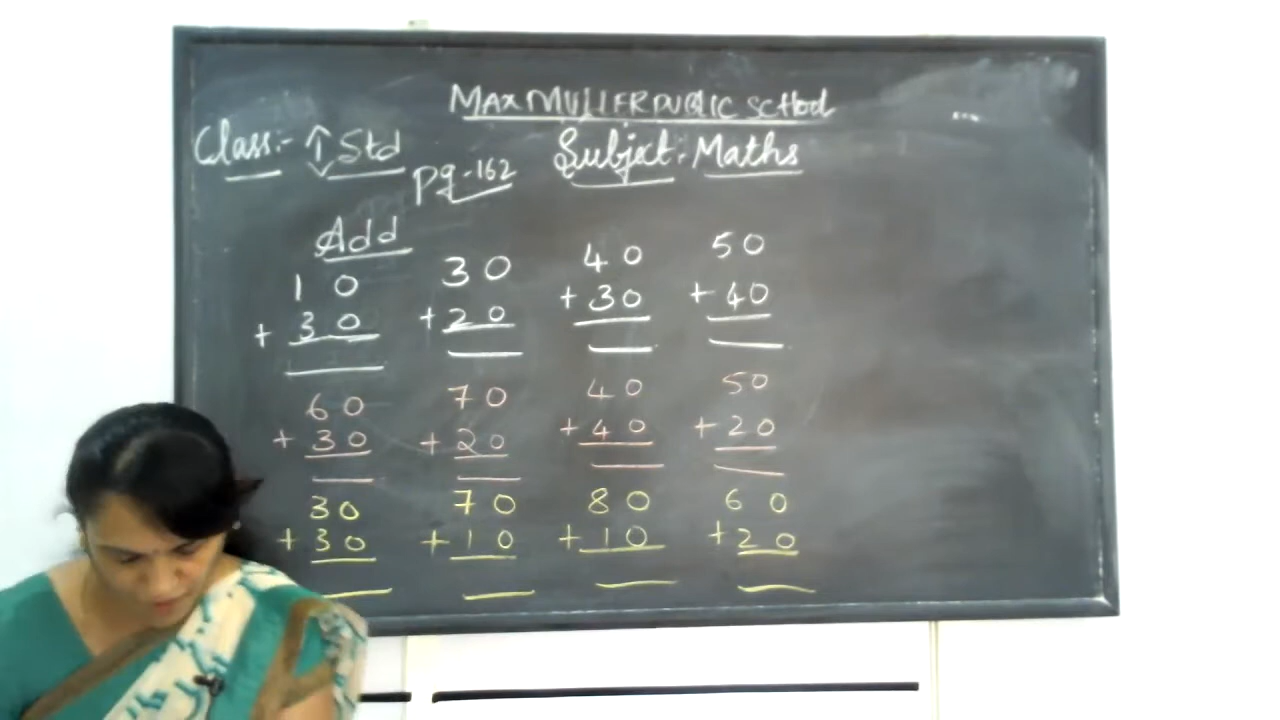 MAX MULLER PUBLIC SCHOOL
Class:- I Std
Subject:- Maths
Pg-162
Add
10 30 40 50
+ 30 + 20 + 30 + 40
60 70 40 50
+ 30 + 20 + 40 + 20
30 70 80 60
+ 30 + 10 + 10 + 20